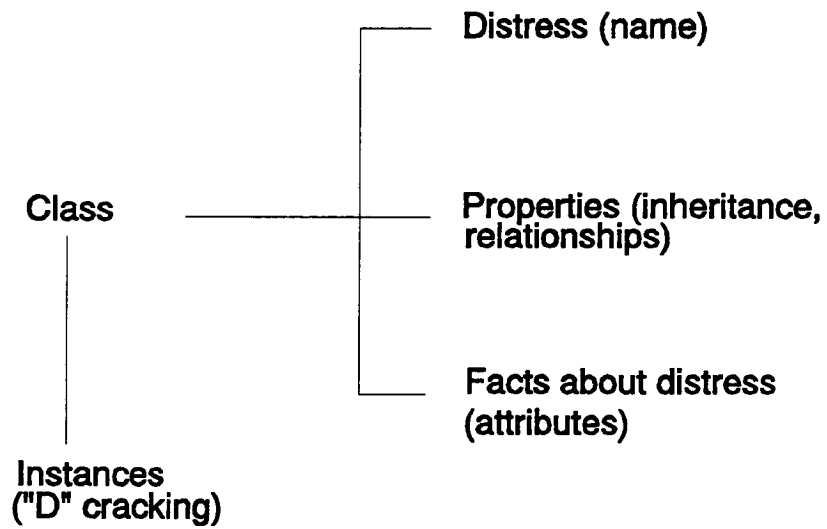 Distress (name)
Class
Properties (inheritance,
relationships)
Facts about distress
(attributes)
Instances
("D" cracking)